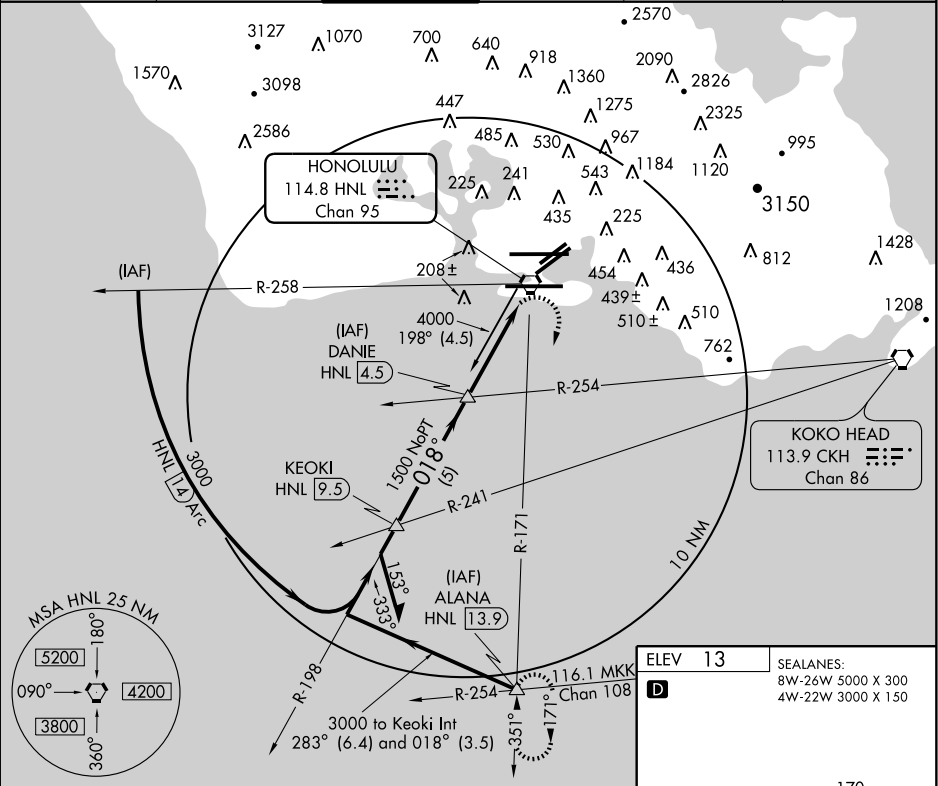 2570
3127
1070
700
640
918
2090
1570
3098
1360
2826
447
1275
2325
2586
485
530
967
995
HONOLULU
114.8 HNL
Chan 95
225
241
543
1184
1120
435
3150
225
(IAF)
208±
454
436
812
1428
R-258
439±
4000
198° (4.5)
510±
510
1208
(IAF)
DANIE
HNL 4.5
762
R-254
KOKO HEAD
113.9 CKH
Chan 86
1500 NoPT
018°
(5)
3000
HNL 14 Arc
KEOKI
HNL 9.5
R-241
R-171
10 NM
153°
333°
(IAF)
ALANA
HNL 13.9
MSA HNL 25 NM
180°
5200
090°
4200
3800
360°
R-198
R-254
116.1 MKK
Chan 108
351°
171°
3000 to Keoki Int
283° (6.4) and 018° (3.5)
ELEV 13
D
SEALANES:
8W-26W 5000 X 300
4W-22W 3000 X 150